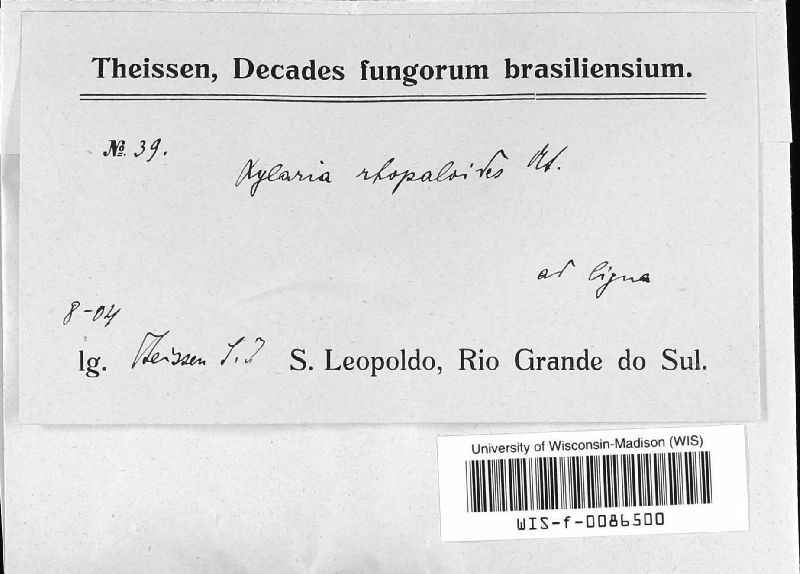 Theissen, Decades fungorum brasiliensium.
№ 39.
Xylaria rhopaloides Mt.
ad ligna
8-04
lg. Theissen S.J S. Leopoldo, Rio Grande do Sul.
University of Wisconsin-Madison (WIS)
WIS-f-0086500